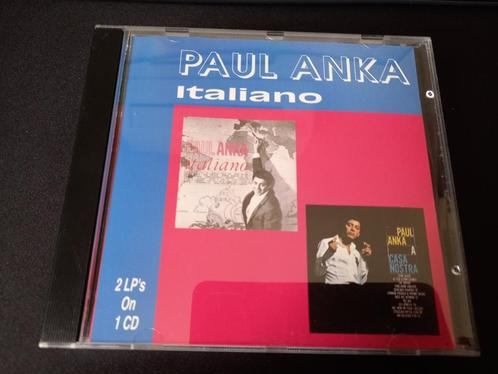 PAUL ANKA
Italiano
PAUL ANKA
italiano
PAUL
ANKA
A
CASA
NOSTRA
2 LP's
On
1 CD